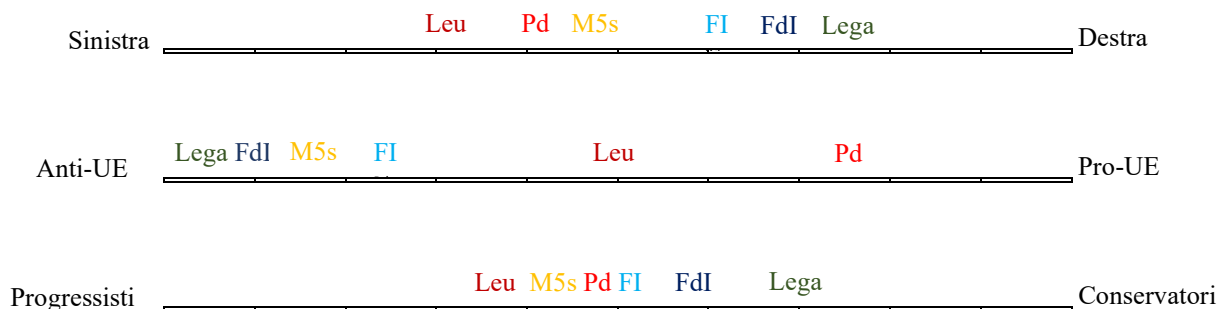 Leu Pd M5s FI FdI Lega
Sinistra Destra
Lega FdI M5s FI Leu Pd
Anti-UE Pro-UE
Leu M5s Pd FI FdI Lega
Progressisti Conservatori